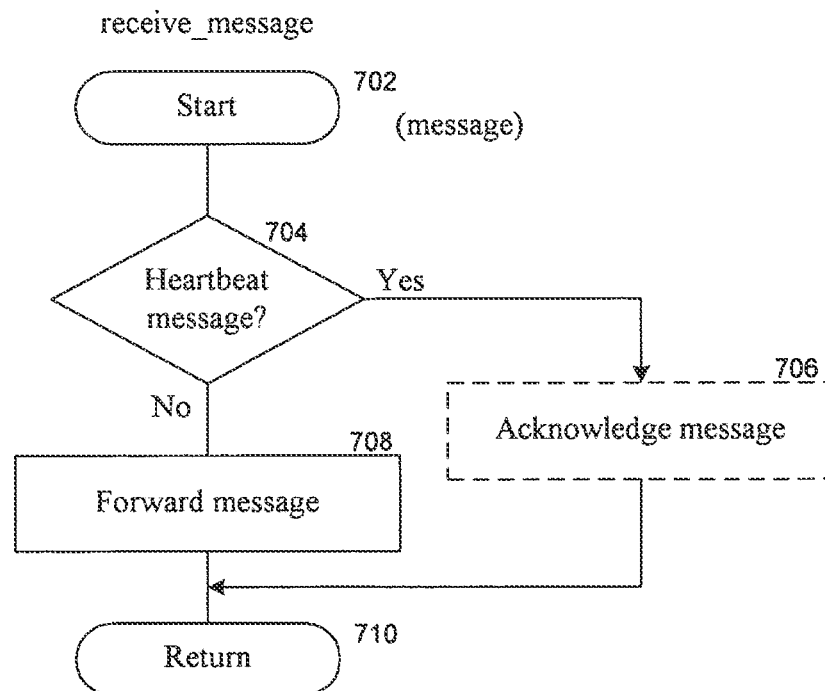 receive_message
Start
702
(message)
704
Heartbeat
message?
Yes
No
706
Acknowledge message
708
Forward message
710
Return